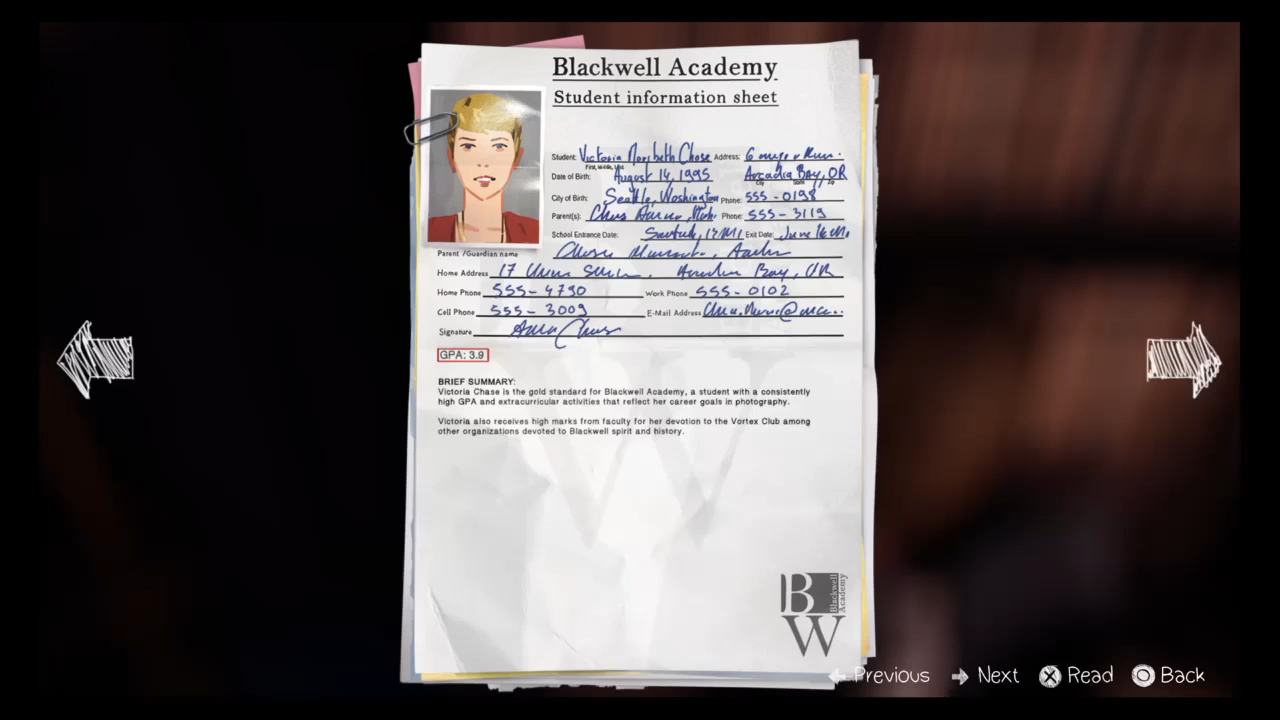 Blackwell Academy
Student information sheet
Student: Victoria Maribeth Chase Address:
First, Middle, Last
Date of Birth: August 14, 1995 Arcadia Bay, OR
City State Zip
City of Birth: Seattle, Washington Phone: 555-0198
Parent(s): Phone: 555-3119
School Entrance Date: Exit Date: June
Parent /Guardian name
Home Address 17 Bay, OR
Home Phone 555-4790 Work Phone 555-0102
Cell Phone 555-3009 E-Mail Address
Signature
GPA: 3.9
BRIEF SUMMARY:
Victoria Chase is the gold standard for Blackwell Academy, a student with a consistently
high GPA and extracurricular activities that reflect her career goals in photography.
Victoria also receives high marks from faculty for her devotion to the Vortex Club among
other organizations devoted to Blackwell spirit and history.
B Blackwell Academy
W
Previous Next Read Back